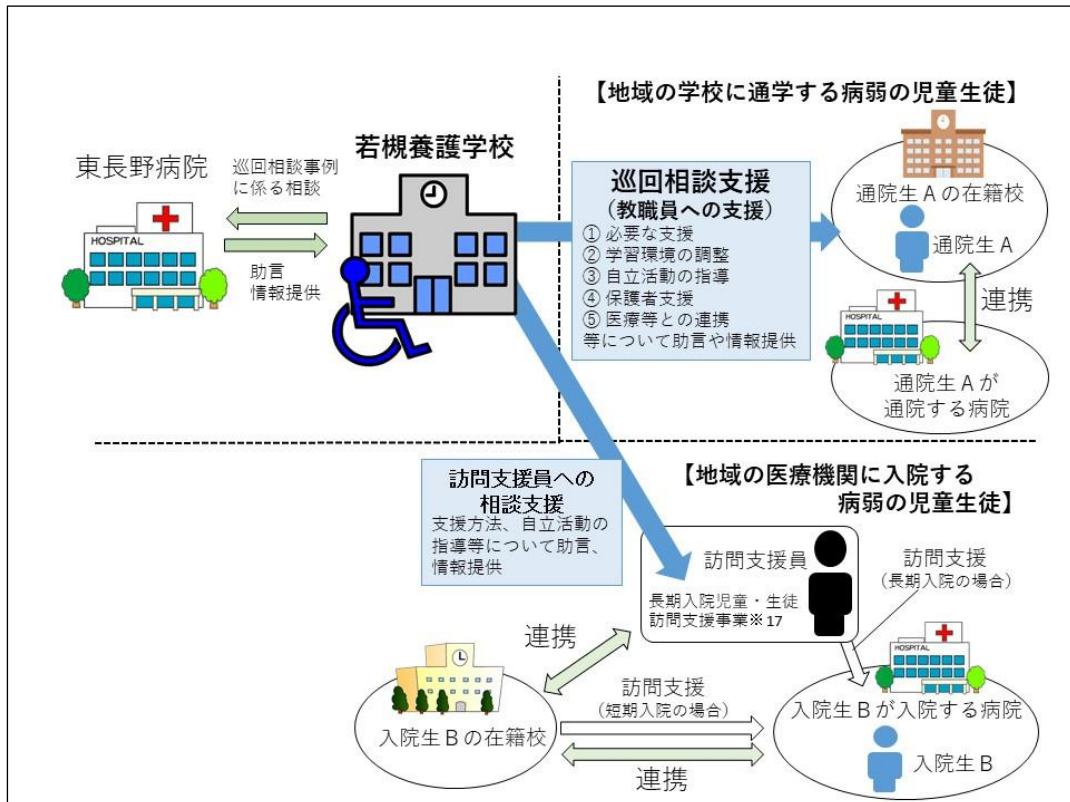 【地域の学校に通学する病弱の児童生徒】
若槻養護学校
東長野病院
巡回相談事例
に係る相談
HOSPITAL
助言
情報提供
巡回相談支援
(教職員への支援)
① 必要な支援
② 学習環境の調整
③ 自立活動の指導
④ 保護者支援
⑤ 医療等との連携
等について助言や情報提供
通院生Aの在籍校
通院生A
連携
HOSPITAL
通院生Aが
通院する病院
訪問支援員への
相談支援
支援方法、自立活動の
指導等について助言、
情報提供
【地域の医療機関に入院する
病弱の児童生徒】
訪問支援員
長期入院児童・生徒
訪問支援事業※17
訪問支援
(長期入院の場合)
連携
入院生Bの在籍校
訪問支援
(短期入院の場合)
連携
HOSPITAL
入院生Bが入院する病院
入院生B